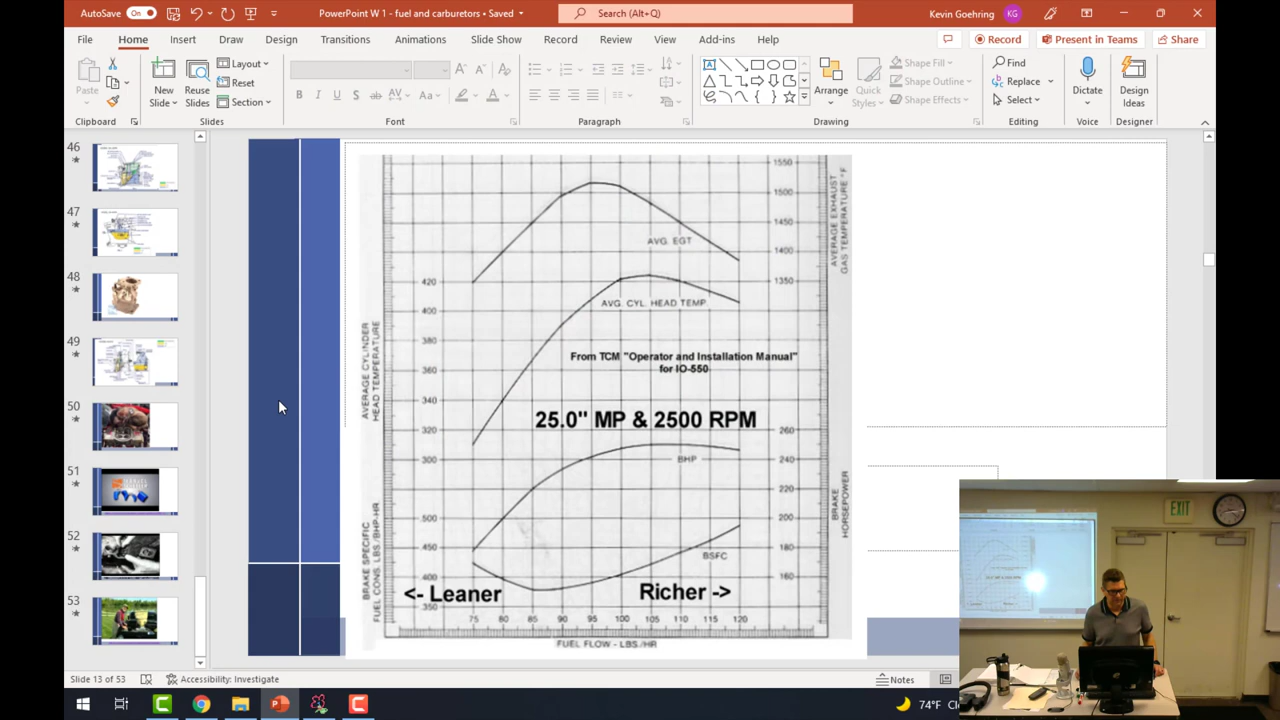 AutoSave On
PowerPoint W 1 - fuel and carburetors • Saved
Search (Alt+Q)
Kevin Goehring KG
File Home Insert Draw Design Transitions Animations Slide Show Record Review View Add-ins Help
Record Present in Teams Share
Paste
New
Slide
Reuse
Slides
Layout
Reset
Section
B I U S ab AV Aa A
Arrange
Quick
Styles
Shape Fill
Shape Outline
Shape Effects
Find
Replace
Select
Dictate
Design
Ideas
Clipboard Slides Font Paragraph Drawing Editing Voice Designer
46
47
48
49
50
51
52
53
1550
1500
1450
1400
1350
AVERAGE EXHAUST
GAS TEMPERATURE °F
AVG. EGT
420
400
380
360
340
320
300
AVERAGE CYLINDER
HEAD TEMPERATURE
AVG. CYL. HEAD TEMP.
From TCM "Operator and Installation Manual"
for IO-550
25.0" MP & 2500 RPM
260
240
220
200
180
160
BRAKE
HORSEPOWER
BHP
.500
.450
.400
.350
BRAKE SPECIFIC
FUEL CONS. LBS./BHP-HR
BSFC
<- Leaner Richer ->
75 80 85 90 95 100 105 110 115 120
FUEL FLOW - LBS/HR
EXIT
Slide 13 of 53
Accessibility: Investigate
Notes
74°F